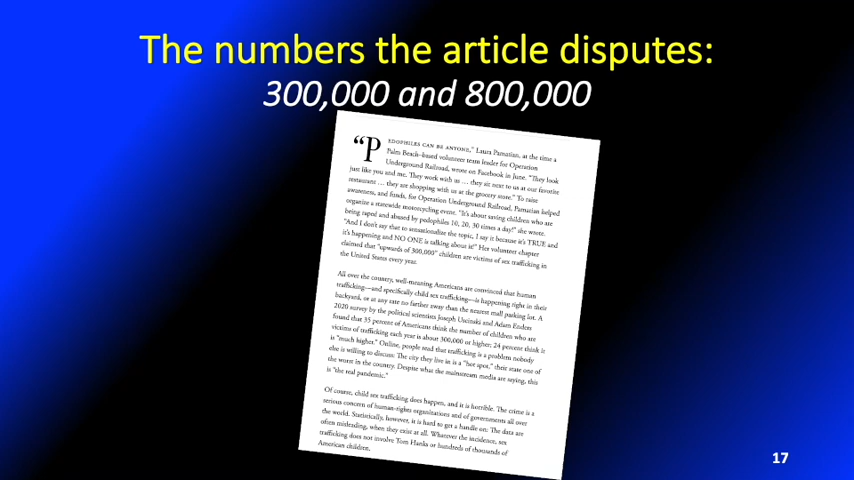 The numbers the article disputes:
300,000 and 800,000
“PEDOPHILES CAN BE ANYONE,” Laura Pamatian, at the time a
Palm Beach–based volunteer team leader for Operation
Underground Railroad, wrote on Facebook in June. “They look
just like you and me. They work with us … they sit next to us at our favorite
restaurant … they are shopping with us at the grocery store.” To raise
awareness, and funds, for Operation Underground Railroad, Pamatian helped
organize a statewide motorcycling event. “It’s about saving children who are
being raped and abused by pedophiles 10, 20, 30 times a day!” she wrote.
“And I don’t say that to sensationalize the topic, I say it because it’s TRUE and
it’s happening and NO ONE is talking about it!” Her volunteer chapter
claimed that “upwards of 300,000” children are victims of sex trafficking in
the United States every year.
All over the country, well-meaning Americans are convinced that human
trafficking—and specifically child sex trafficking—is happening right in their
backyard, or at any rate no farther away than the nearest mall parking lot. A
2020 survey by the political scientists Joseph Uscinski and Adam Enders
found that 35 percent of Americans think the number of children who are
victims of trafficking each year is about 300,000 or higher; 24 percent think it
is “much higher.” Online, people read that trafficking is a problem nobody
else is willing to discuss: The city they live in is a “hot spot,” their state one of
the worst in the country. Despite what the mainstream media are saying, this
is “the real pandemic.”
Of course, child sex trafficking does happen, and it is horrible. The crime is a
serious concern of human-rights organizations and of governments all over
the world. Statistically, however, it is hard to get a handle on: The data are
often misleading, when they exist at all. Whatever the incidence, sex
trafficking does not involve Tom Hanks or hundreds of thousands of
American children.
17